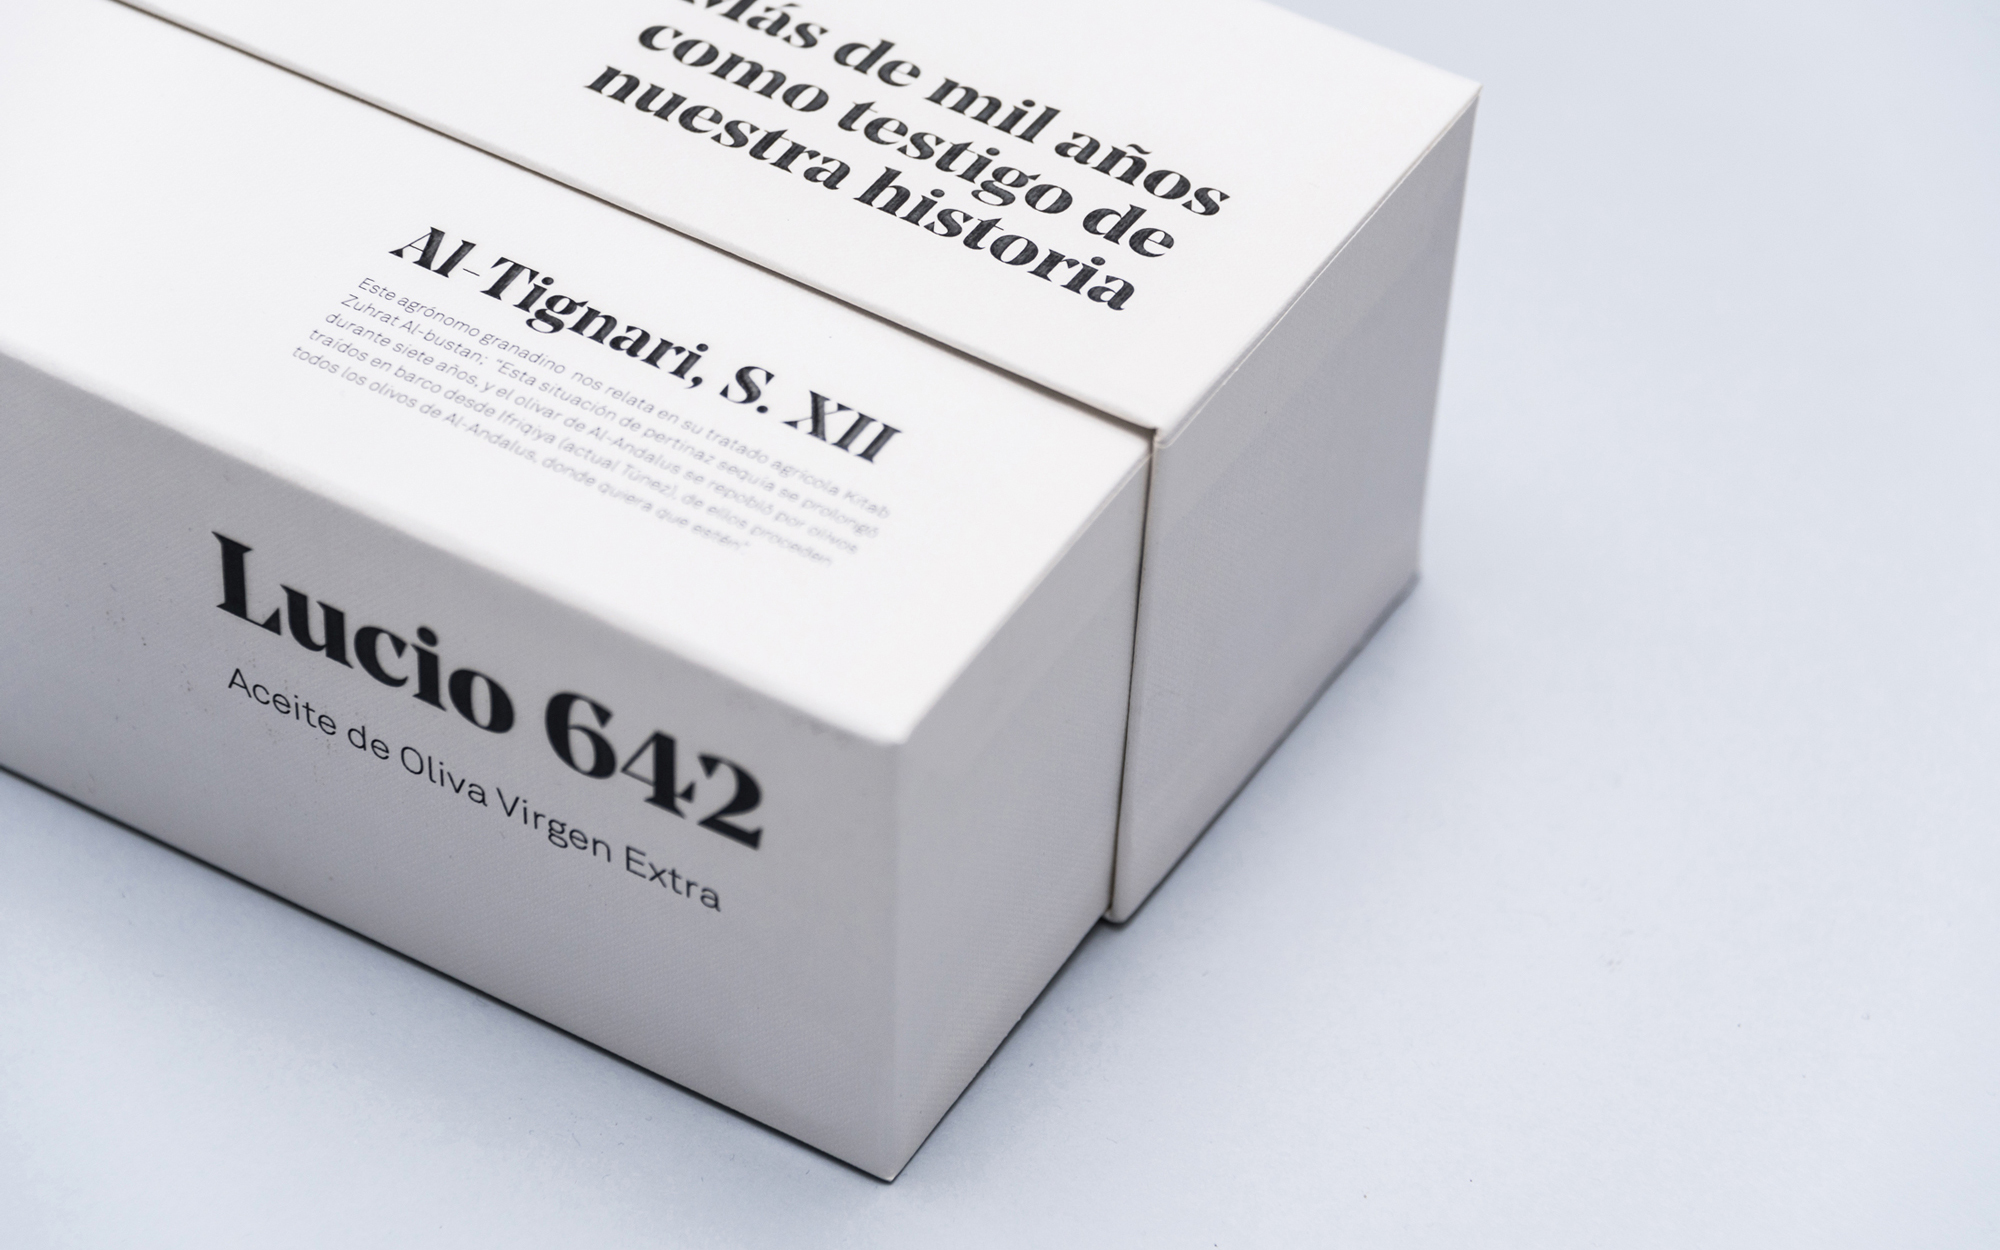 Más de mil años
como testigo de
nuestra historia
Al-Tignari, S. XII
Este agrónomo granadino nos relata en su tratado agrícola Kitab
Zuhrat Al-bustan: "Esta situación de pertinaz sequía se prolongó
durante siete años, y el olivar de Al-Andalus se repobló por olivos
traídos en barco desde Ifriqiya (actual Túnez), de ellos proceden
todos los olivos de Al-Andalus, donde quiera que estén"
Lucio 642
Aceite de Oliva Virgen Extra